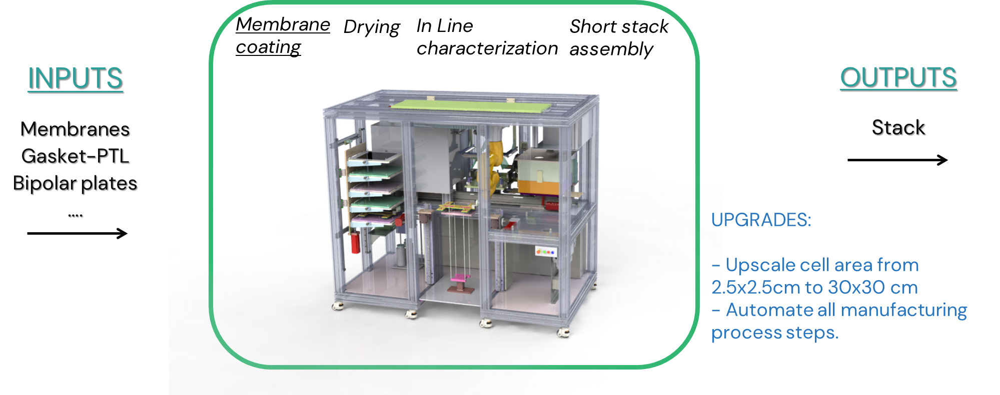 INPUTS
Membranes
Gasket-PTL
Bipolar plates
....
Membrane
coating
Drying
In Line
characterization
Short stack
assembly
OUTPUTS
Stack
UPGRADES:
- Upscale cell area from
2.5x2.5cm to 30x30 cm
- Automate all manufacturing
process steps.